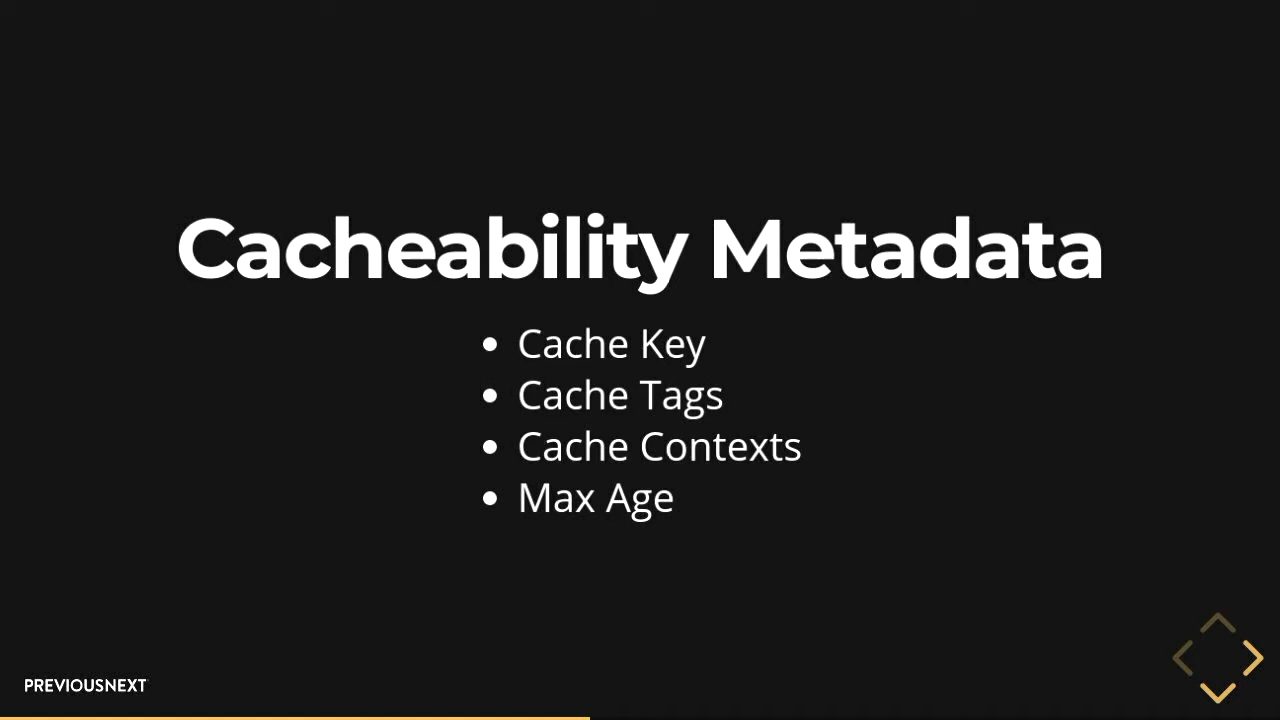 Cacheability Metadata
Cache Key
Cache Tags
Cache Contexts
Max Age
PREVIOUSNEXT